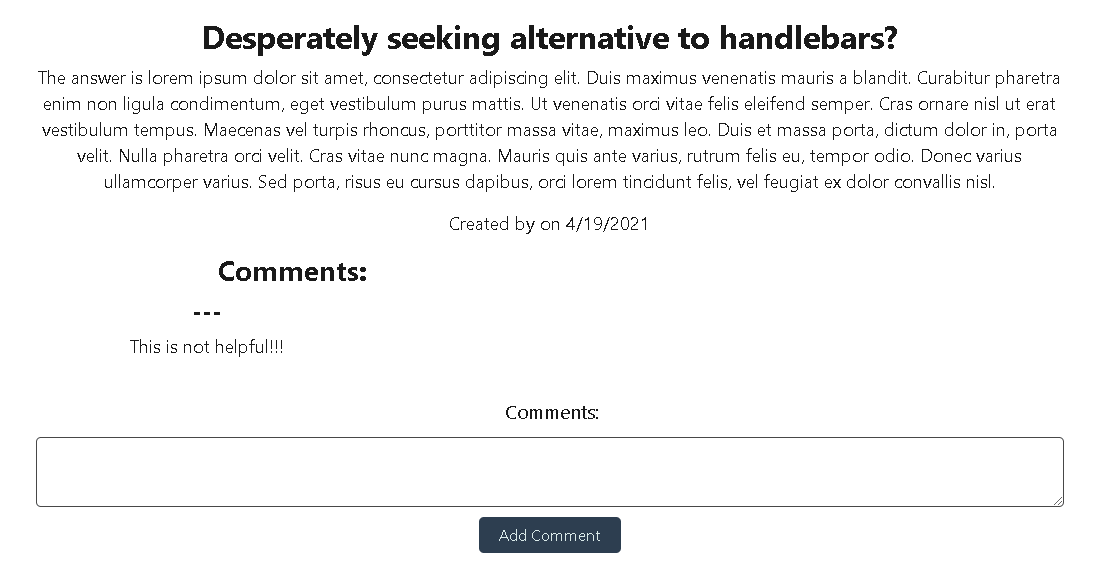 Desperately seeking alternative to handlebars?
The answer is lorem ipsum dolor sit amet, consectetur adipiscing elit. Duis maximus venenatis mauris a blandit. Curabitur pharetra
enim non ligula condimentum, eget vestibulum purus mattis. Ut venenatis orci vitae felis eleifend semper. Cras ornare nisl ut erat
vestibulum tempus. Maecenas vel turpis rhoncus, porttitor massa vitae, maximus leo. Duis et massa porta, dictum dolor in, porta
velit. Nulla pharetra orci velit. Cras vitae nunc magna. Mauris quis ante varius, rutrum felis eu, tempor odio. Donec varius
ullamcorper varius. Sed porta, risus eu cursus dapibus, orci lorem tincidunt felis, vel feugiat ex dolor convallis nisl.
Created by on 4/19/2021
Comments:
---
This is not helpful!!!
Comments:
Add Comment